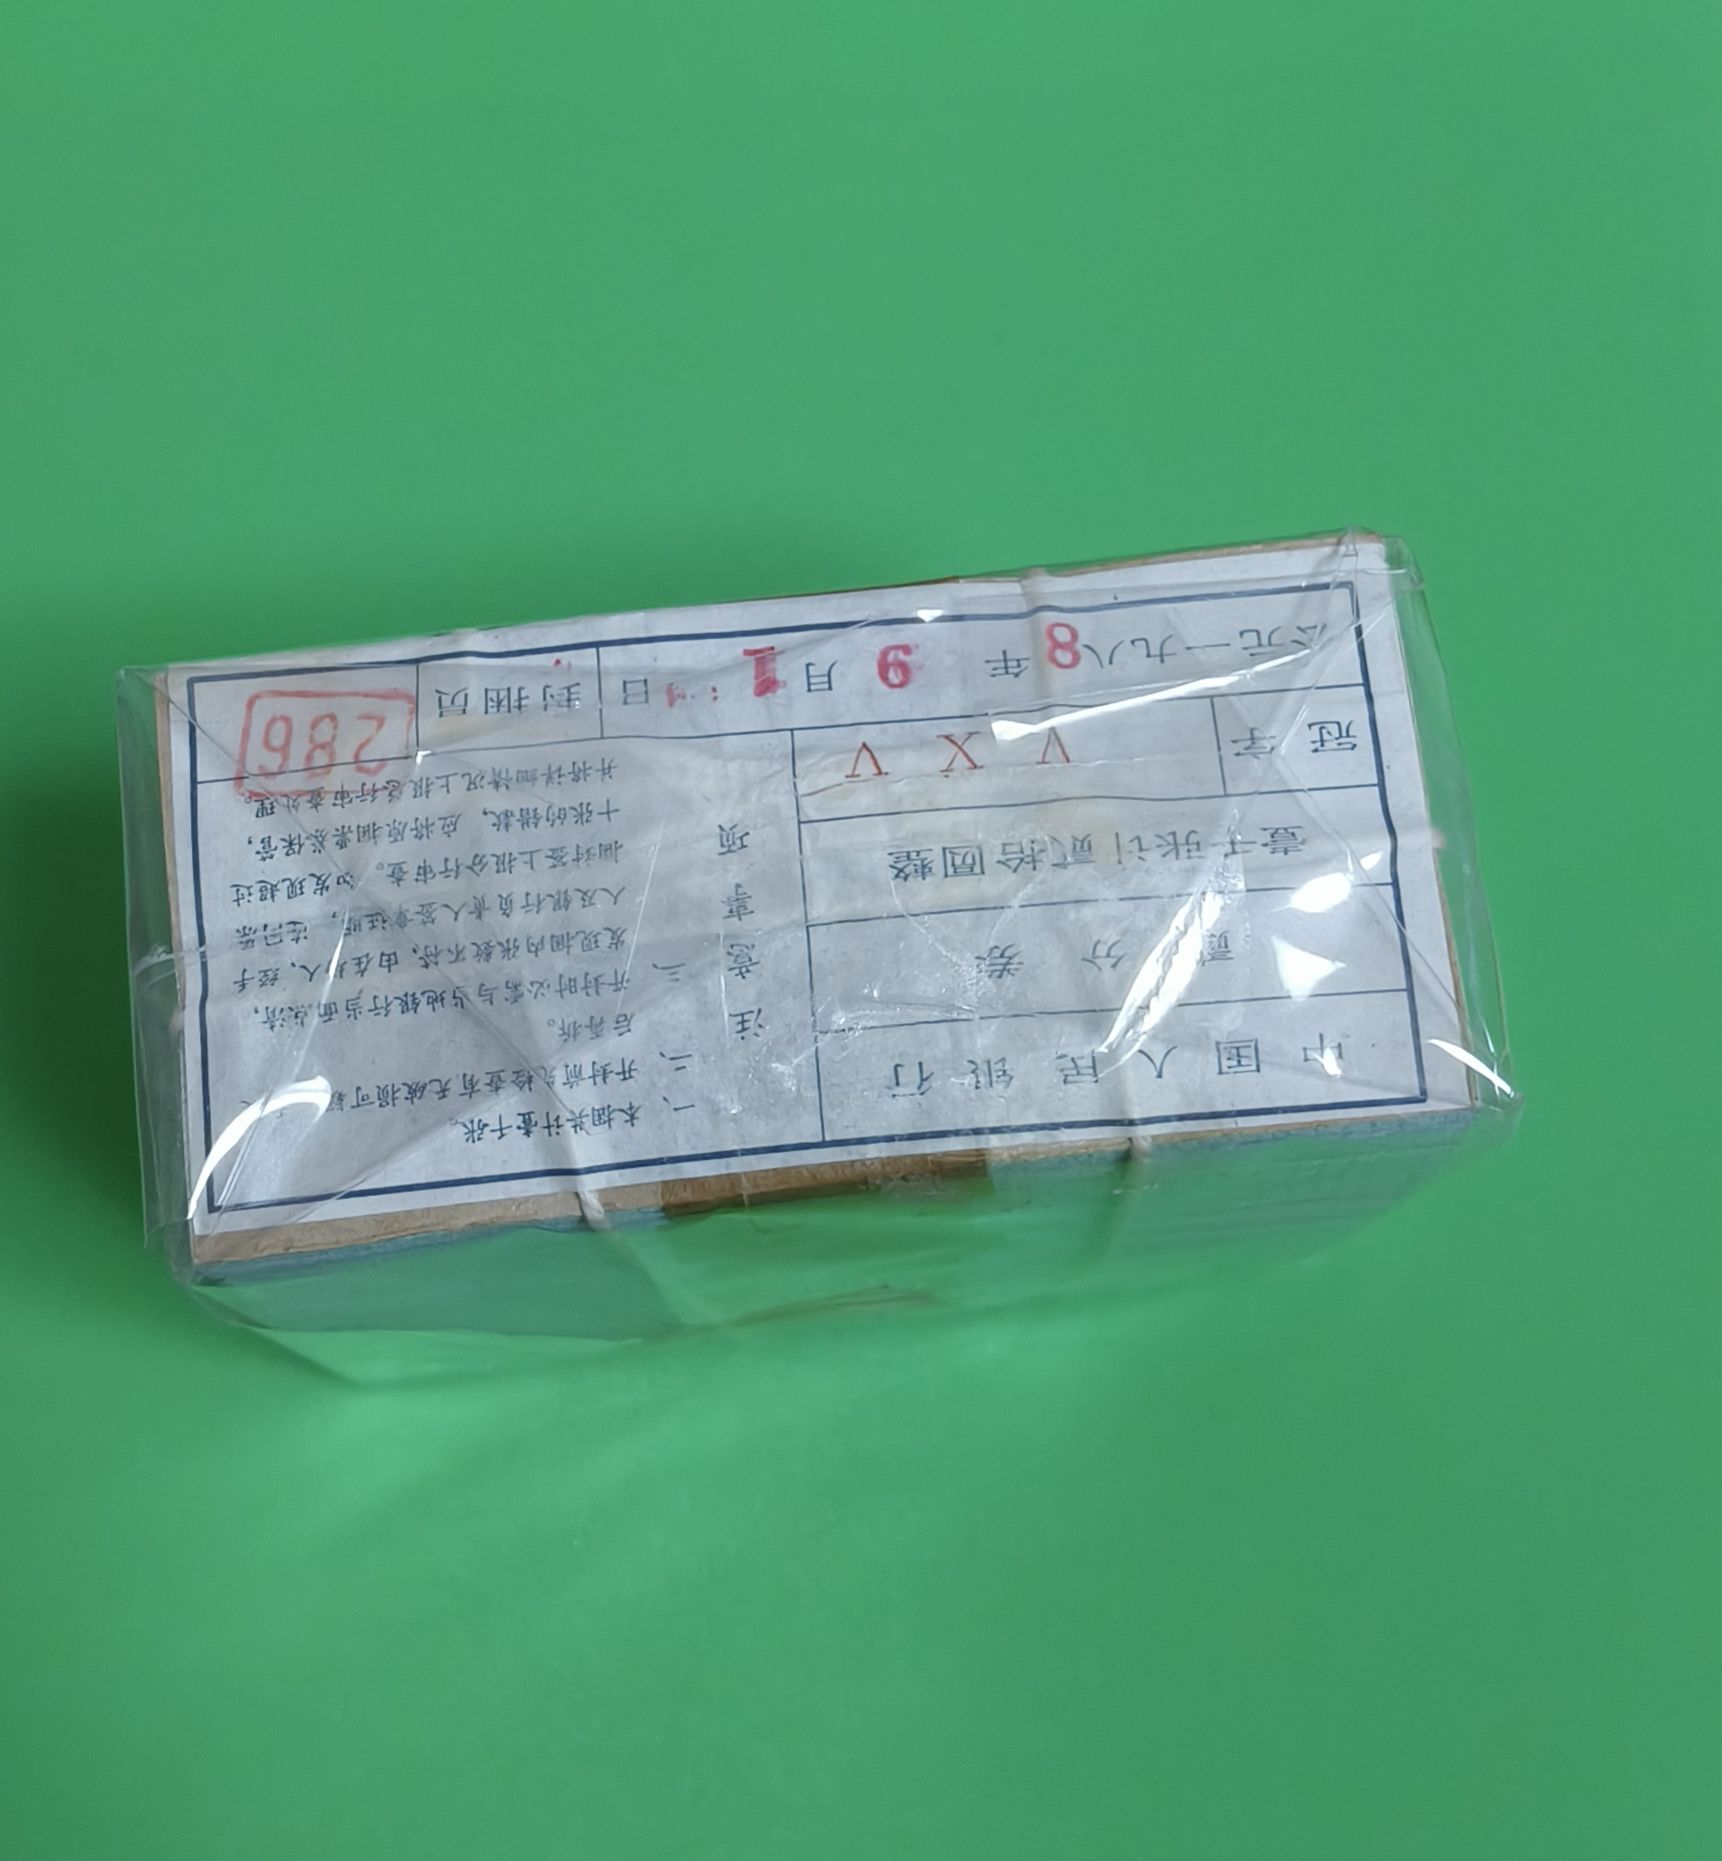 中国人民银行
贰分券
壹千张计贰拾圆整
冠字 V X V
公元一九八8年 6月 1 日 封捆员 286
注意事项
一、本捆共计壹千张。
二、开封前先检查有无破损可疑
后再拆。
三、开封时必需与当地银行当面点清,
发现捆内张数不符,由在场人、经手
人及银行负责人签章证明,连同原
捆封签上报分行审查。如发现超过
十张的错款,应将原捆票券保管,
并将详细情况上报总行审查处理。